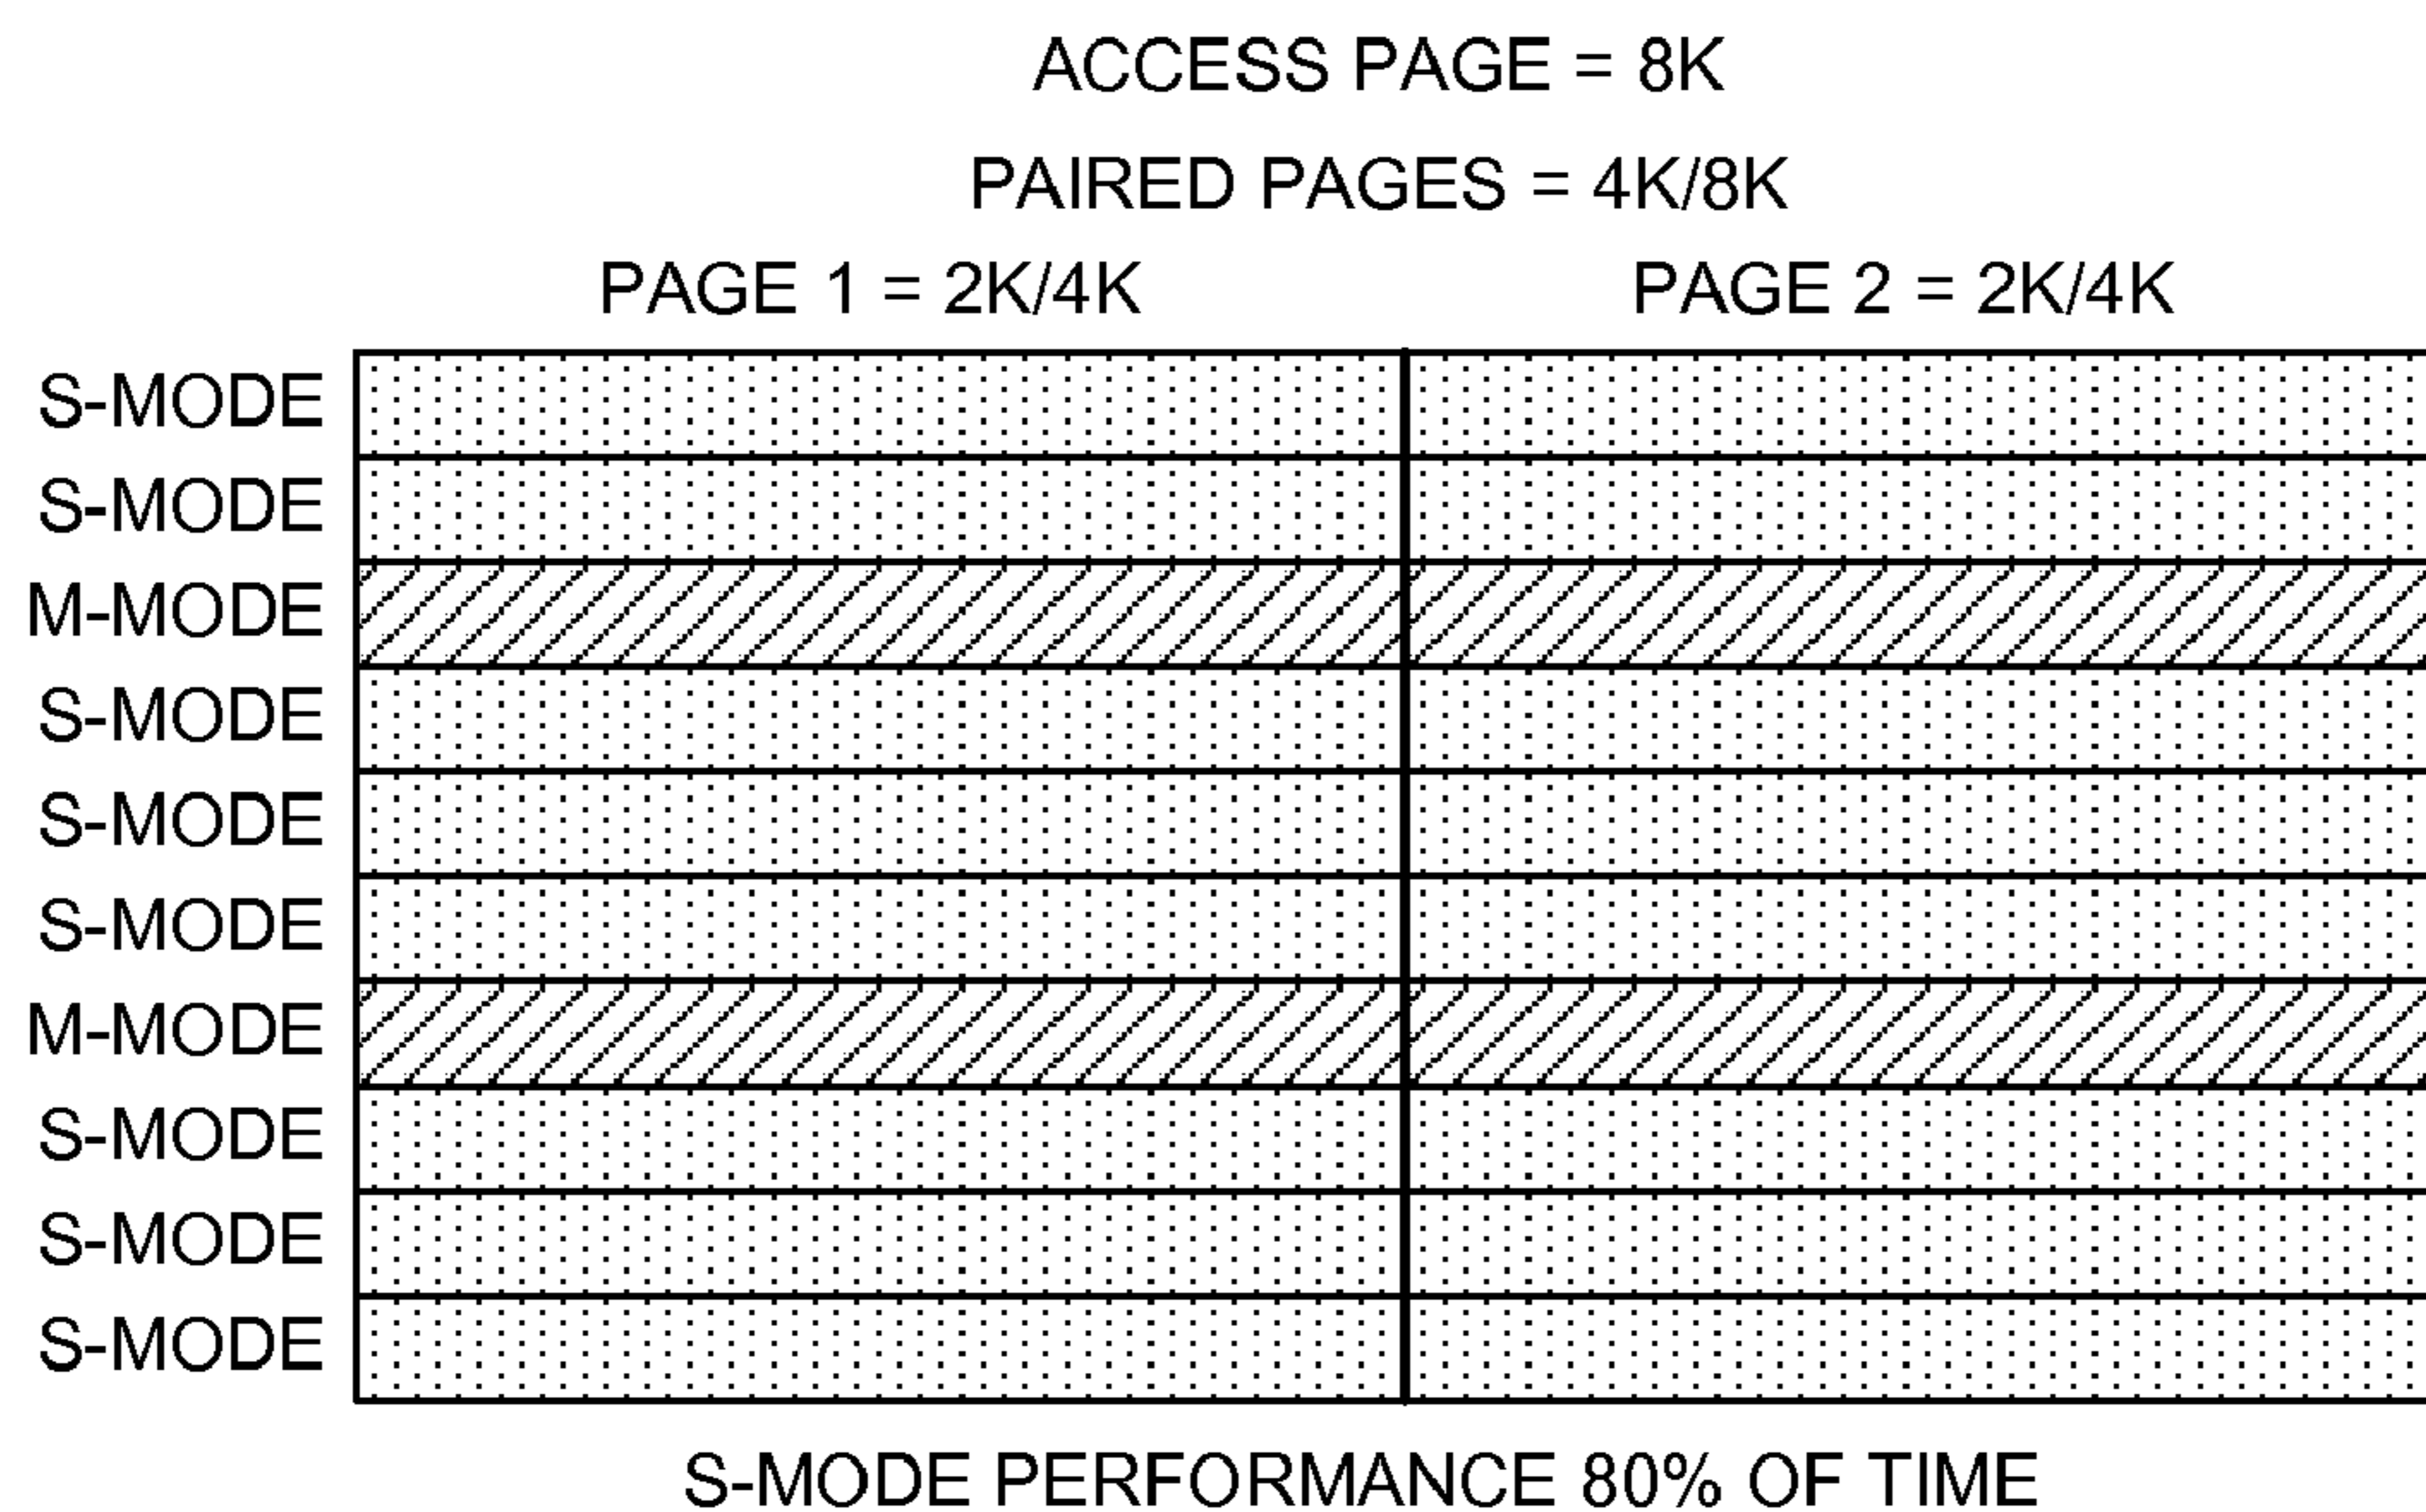 ACCESS PAGE = 8K
PAIRED PAGES = 4K/8K
PAGE 1 = 2K/4K PAGE 2 = 2K/4K
S-MODE
S-MODE
M-MODE
S-MODE
S-MODE
S-MODE
M-MODE
S-MODE
S-MODE
S-MODE
S-MODE PERFORMANCE 80% OF TIME